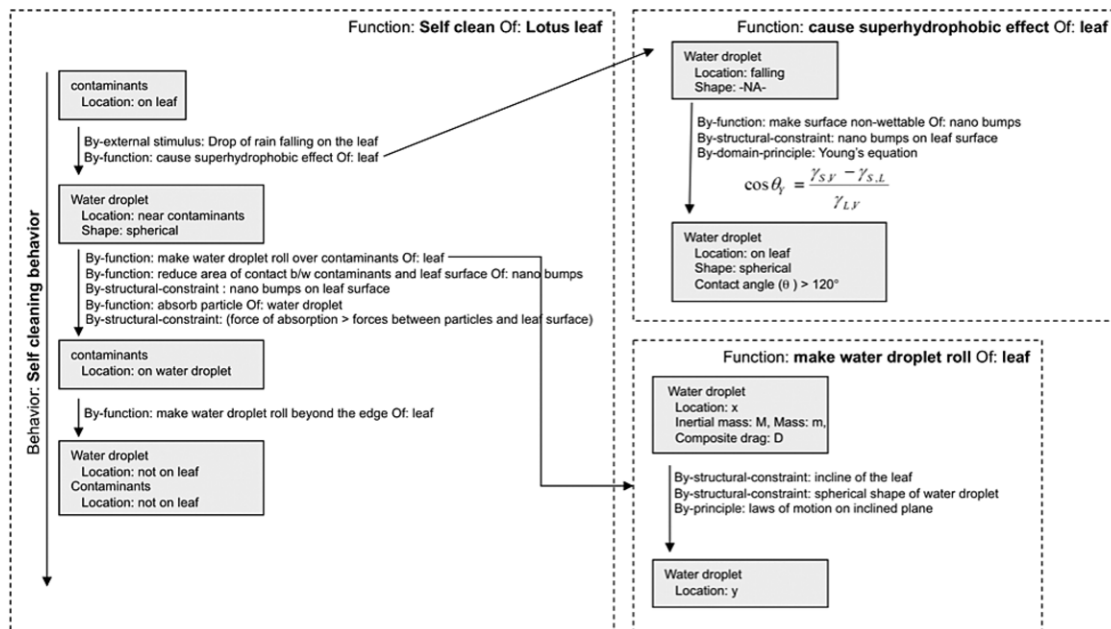 Function: Self clean Of: Lotus leaf
contaminants
Location: on leaf
By-external stimulus: Drop of rain falling on the leaf
By-function: cause superhydrophobic effect Of: leaf
Water droplet
Location: near contaminants
Shape: spherical
By-function: make water droplet roll over contaminants Of: leaf
By-function: reduce area of contact b/w contaminants and leaf surface Of: nano bumps
By-structural-constraint : nano bumps on leaf surface
By-function: absorb particle Of: water droplet
By-structural-constraint: (force of absorption > forces between particles and leaf surface)
contaminants
Location: on water droplet
By-function: make water droplet roll beyond the edge Of: leaf
Water droplet
Location: not on leaf
Contaminants
Location: not on leaf
Behavior: Self cleaning behavior
Function: cause superhydrophobic effect Of: leaf
Water droplet
Location: falling
Shape: -NA-
By-function: make surface non-wettable Of: nano bumps
By-structural-constraint: nano bumps on leaf surface
By-domain-principle: Young's equation
cos θ_Y = (γ_{S.V} − γ_{S.L}) / γ_{L.V}
Water droplet
Location: on leaf
Shape: spherical
Contact angle (θ ) > 120°
Function: make water droplet roll Of: leaf
Water droplet
Location: x
Inertial mass: M, Mass: m,
Composite drag: D
By-structural-constraint: incline of the leaf
By-structural-constraint: spherical shape of water droplet
By-principle: laws of motion on inclined plane
Water droplet
Location: y